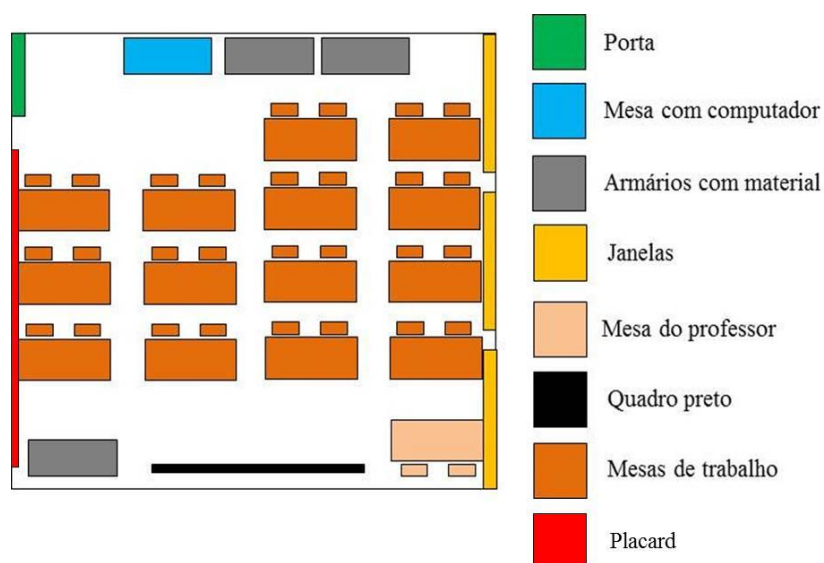 Porta
Mesa com computador
Armários com material
Janelas
Mesa do professor
Quadro preto
Mesas de trabalho
Placard